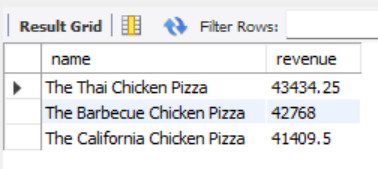 Result Grid Filter Rows:
name revenue
The Thai Chicken Pizza 43434.25
The Barbecue Chicken Pizza 42768
The California Chicken Pizza 41409.5